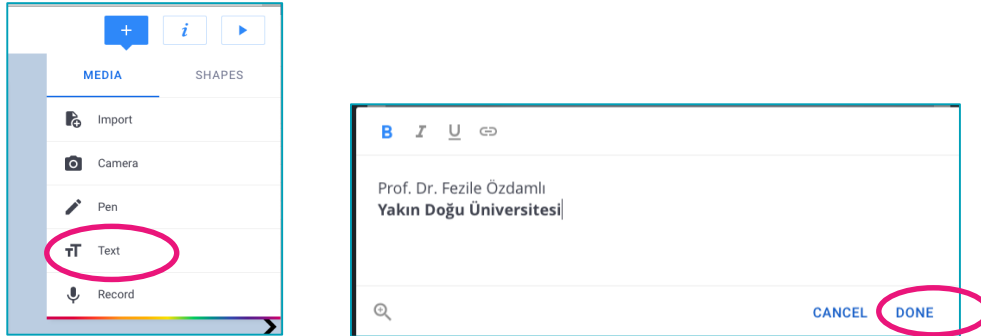 MEDIA SHAPES
Import
Camera
Pen
Text
Record
B I U
Prof. Dr. Fezile Özdamlı
Yakın Doğu Üniversitesi
CANCEL DONE